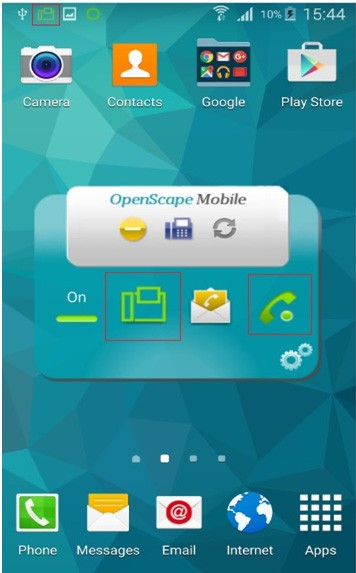 10% 15:44
Camera Contacts Google Play Store
OpenScape Mobile
On
Phone Messages Email Internet Apps